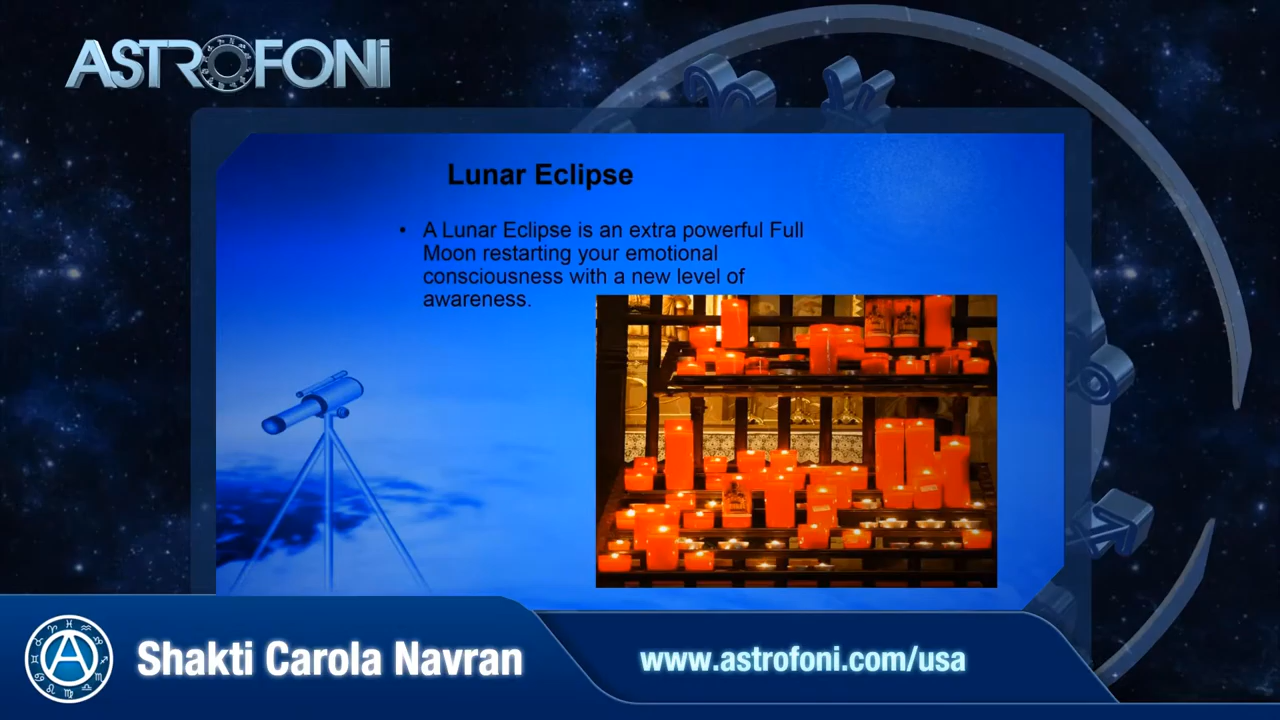 ASTROFONi
Lunar Eclipse
• A Lunar Eclipse is an extra powerful Full
Moon restarting your emotional
consciousness with a new level of
awareness.
Shakti Carola Navran
www.astrofoni.com/usa